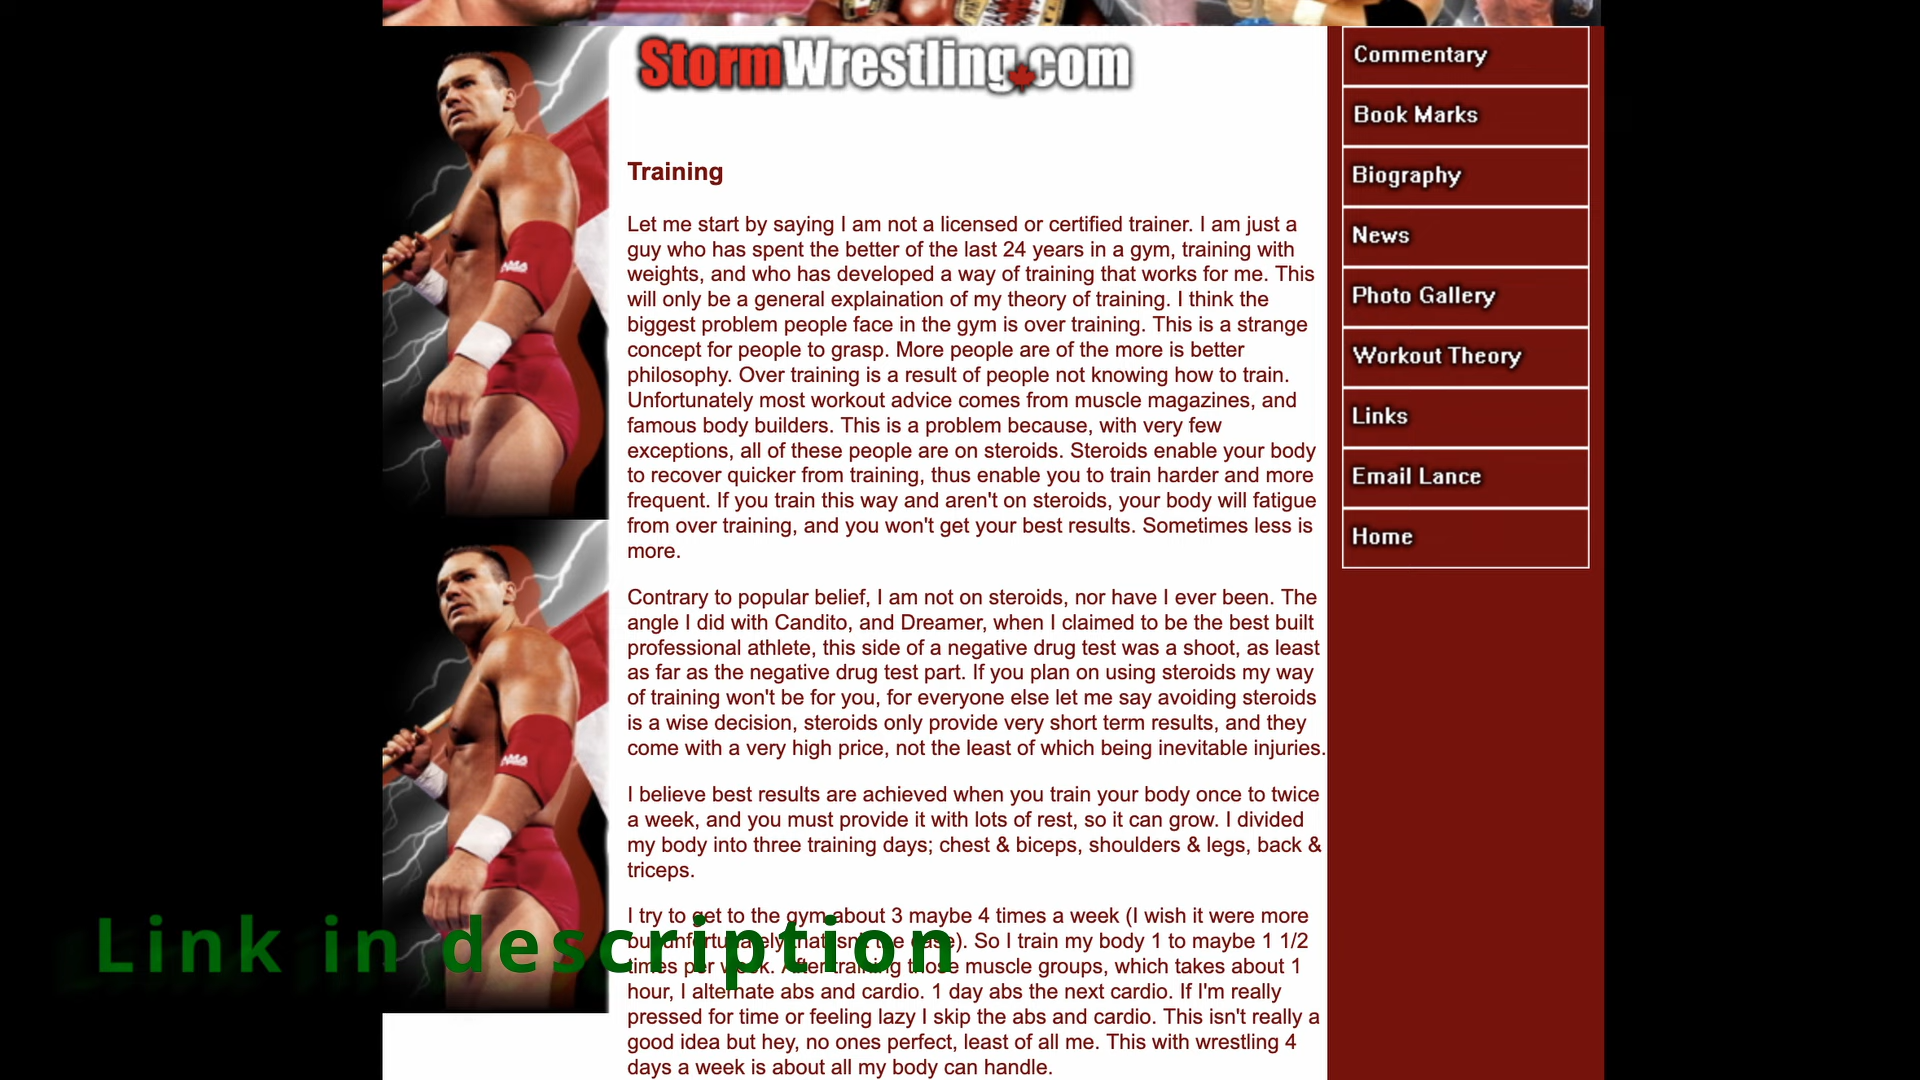 StormWrestling.com
Training
Let me start by saying I am not a licensed or certified trainer. I am just a
guy who has spent the better of the last 24 years in a gym, training with
weights, and who has developed a way of training that works for me. This
will only be a general explaination of my theory of training. I think the
biggest problem people face in the gym is over training. This is a strange
concept for people to grasp. More people are of the more is better
philosophy. Over training is a result of people not knowing how to train.
Unfortunately most workout advice comes from muscle magazines, and
famous body builders. This is a problem because, with very few
exceptions, all of these people are on steroids. Steroids enable your body
to recover quicker from training, thus enable you to train harder and more
frequent. If you train this way and aren't on steroids, your body will fatigue
from over training, and you won't get your best results. Sometimes less is
more.
Contrary to popular belief, I am not on steroids, nor have I ever been. The
angle I did with Candito, and Dreamer, when I claimed to be the best built
professional athlete, this side of a negative drug test was a shoot, as least
as far as the negative drug test part. If you plan on using steroids my way
of training won't be for you, for everyone else let me say avoiding steroids
is a wise decision, steroids only provide very short term results, and they
come with a very high price, not the least of which being inevitable injuries.
I believe best results are achieved when you train your body once to twice
a week, and you must provide it with lots of rest, so it can grow. I divided
my body into three training days; chest & biceps, shoulders & legs, back &
triceps.
I try to get to the gym about 3 maybe 4 times a week (I wish it were more
but unfortunately that isn't the case). So I train my body 1 to maybe 1 1/2
times per week. After training those muscle groups, which takes about 1
hour, I alternate abs and cardio. 1 day abs the next cardio. If I'm really
pressed for time or feeling lazy I skip the abs and cardio. This isn't really a
good idea but hey, no ones perfect, least of all me. This with wrestling 4
days a week is about all my body can handle.
Link in description
Commentary
Book Marks
Biography
News
Photo Gallery
Workout Theory
Links
Email Lance
Home